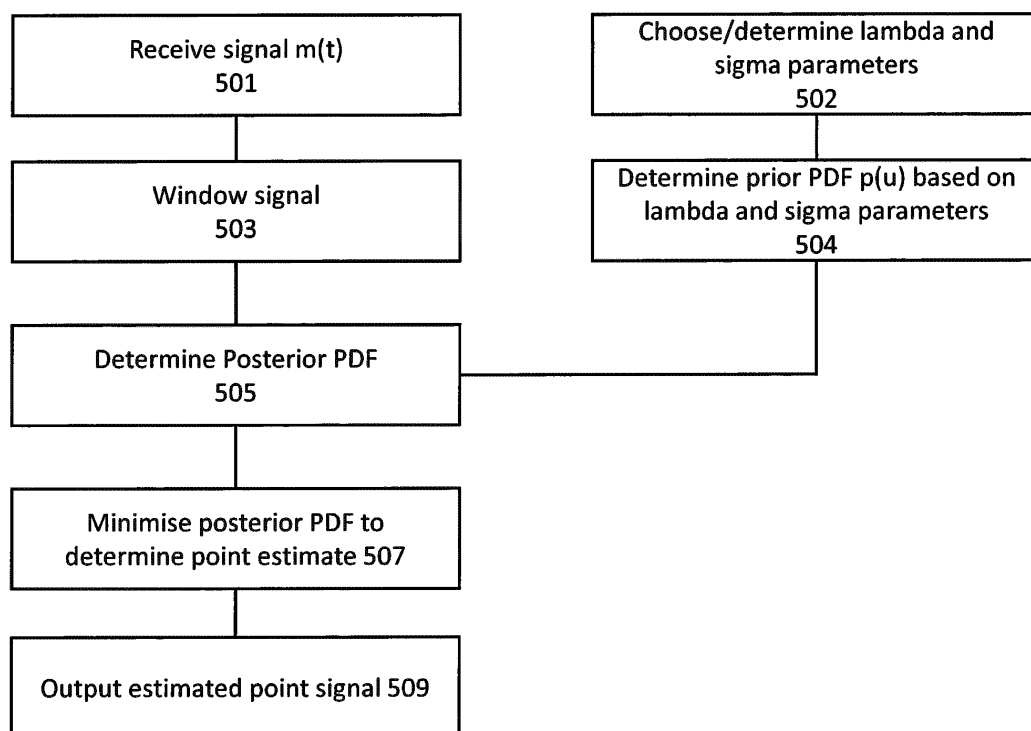 Receive signal m(t)
501
Choose/determine lambda and
sigma parameters
502
Window signal
503
Determine prior PDF p(u) based on
lambda and sigma parameters
504
Determine Posterior PDF
505
Minimise posterior PDF to
determine point estimate 507
Output estimated point signal 509